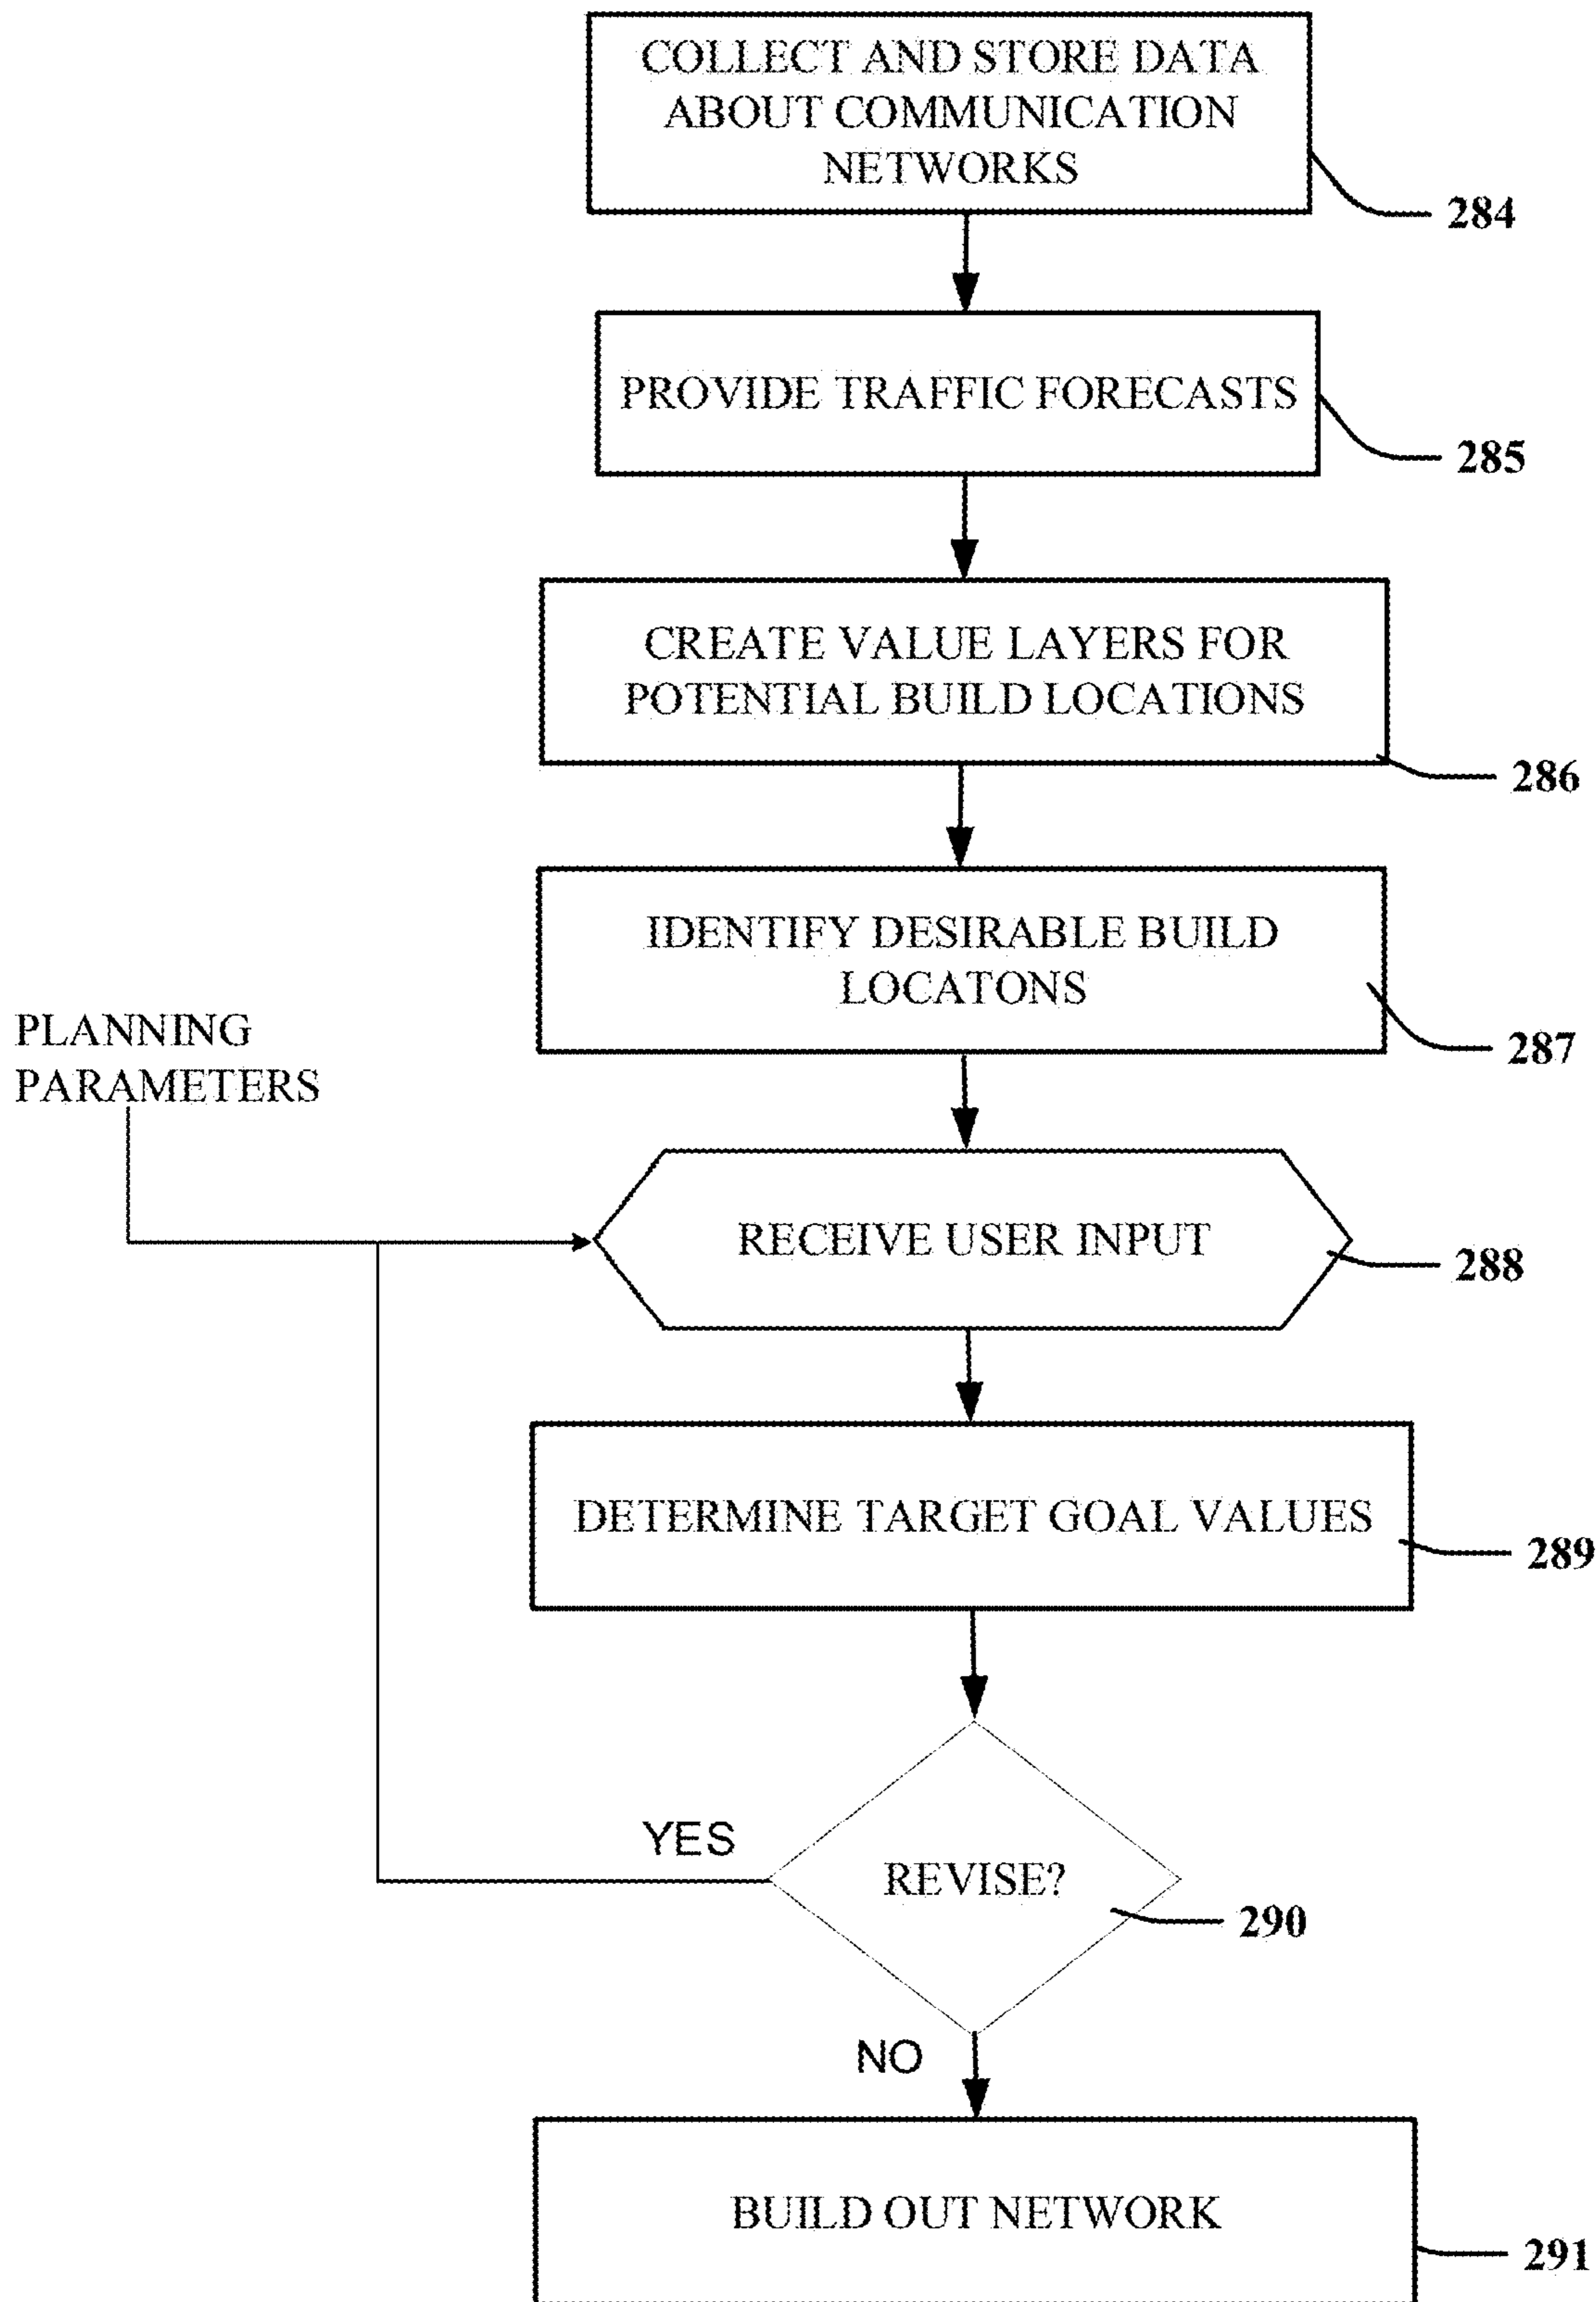 COLLECT AND STORE DATA
ABOUT COMMUNICATION
NETWORKS
284
PROVIDE TRAFFIC FORECASTS
285
CREATE VALUE LAYERS FOR
POTENTIAL BUILD LOCATIONS
286
IDENTIFY DESIRABLE BUILD
LOCATONS
287
PLANNING
PARAMETERS
RECEIVE USER INPUT
288
DETERMINE TARGET GOAL VALUES
289
YES
REVISE?
290
NO
BUILD OUT NETWORK
291